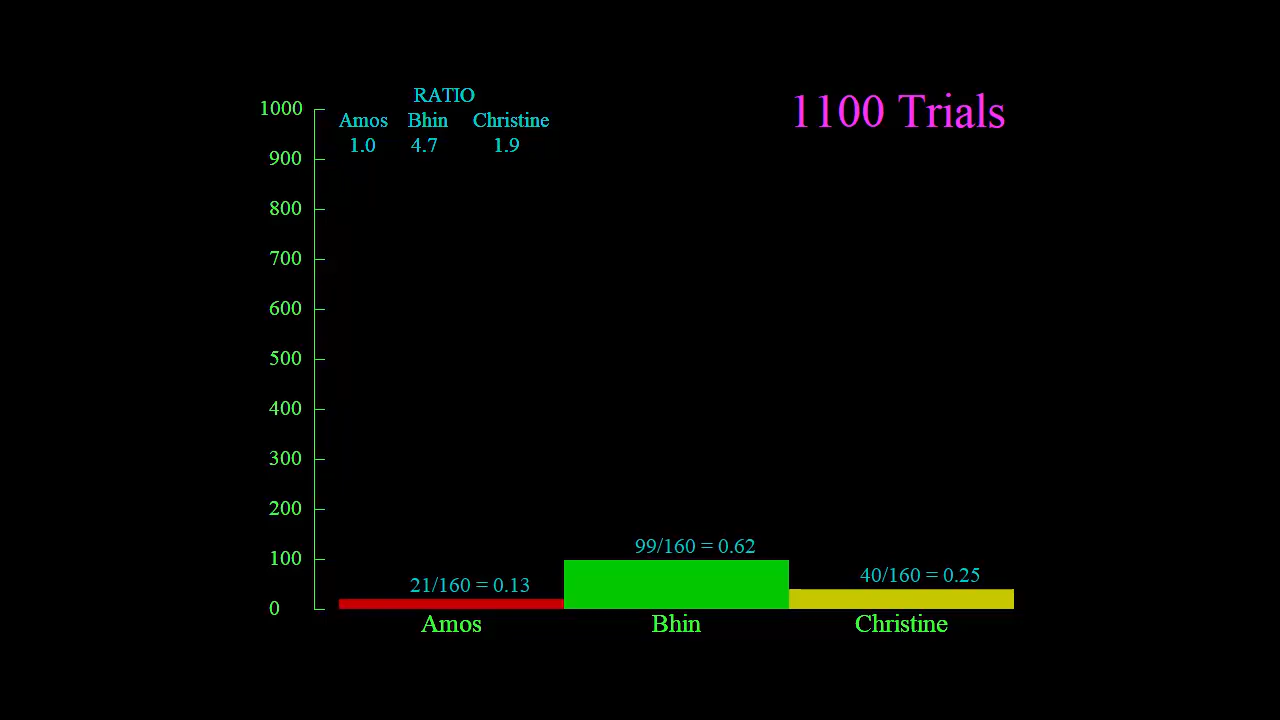 RATIO
Amos Bhin Christine
1.0 4.7 1.9
1100 Trials
1000
900
800
700
600
500
400
300
200
100
0
21/160 = 0.13
99/160 = 0.62
40/160 = 0.25
Amos Bhin Christine